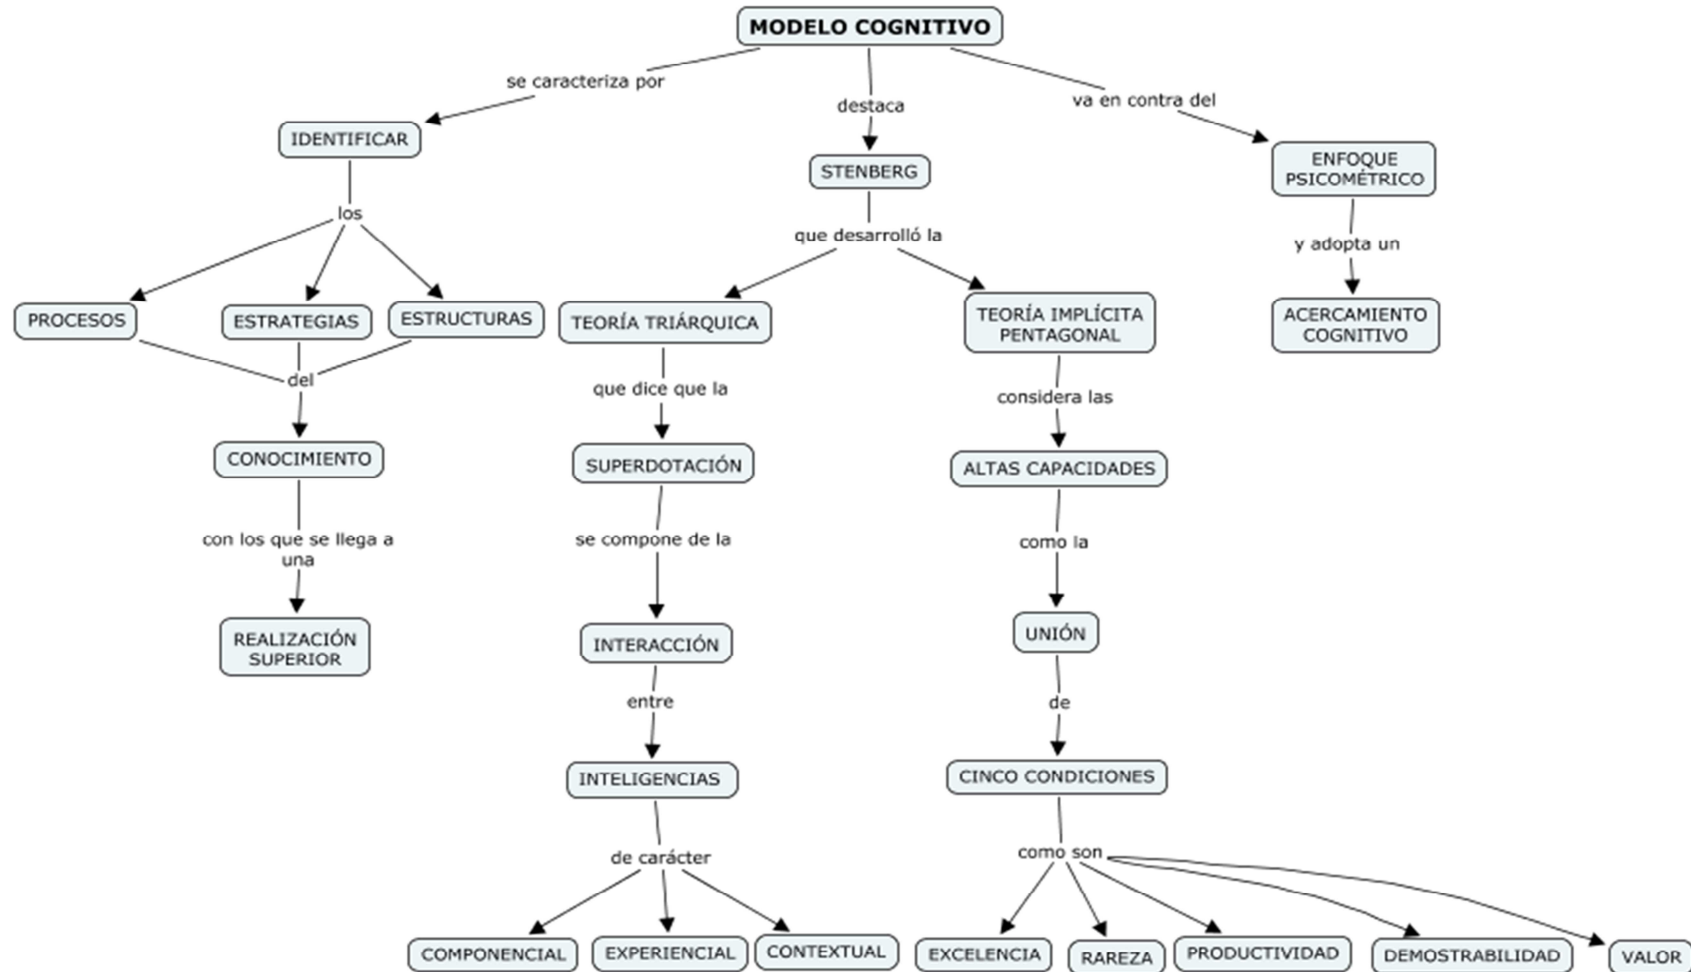 MODELO COGNITIVO
se caracteriza por
destaca
va en contra del
IDENTIFICAR
STENBERG
ENFOQUE
PSICOMÉTRICO
los
que desarrolló la
y adopta un
PROCESOS
ESTRATEGIAS
ESTRUCTURAS
TEORÍA TRIÁRQUICA
TEORÍA IMPLÍCITA
PENTAGONAL
ACERCAMIENTO
COGNITIVO
del
que dice que la
considera las
CONOCIMIENTO
SUPERDOTACIÓN
ALTAS CAPACIDADES
con los que se llega a
una
se compone de la
como la
REALIZACIÓN
SUPERIOR
INTERACCIÓN
UNIÓN
entre
de
INTELIGENCIAS
CINCO CONDICIONES
de carácter
como son
COMPONENCIAL
EXPERIENCIAL
CONTEXTUAL
EXCELENCIA
RAREZA
PRODUCTIVIDAD
DEMOSTRABILIDAD
VALOR